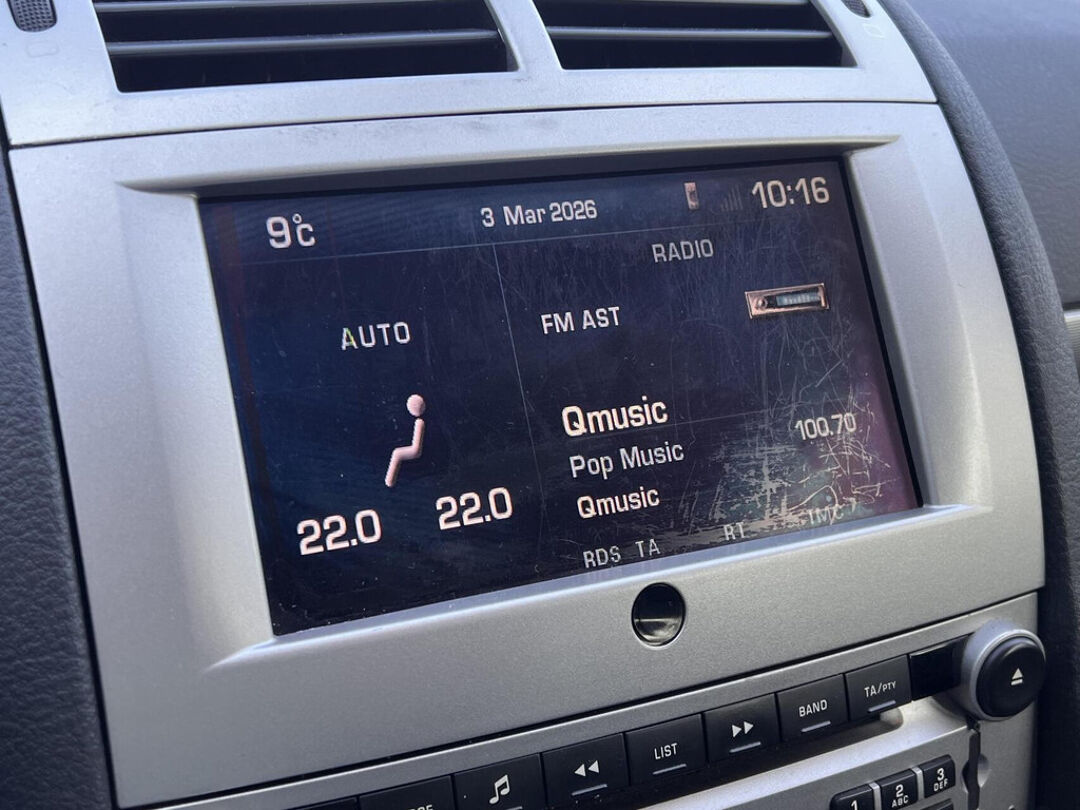 9°C
3 Mar 2026
10:16
RADIO
AUTO
FM AST
Qmusic
100.70
Pop Music
Qmusic
22.0
22.0
RDS TA RT TMC
TA/PTY
BAND
LIST
1
2 ABC
3 DEF